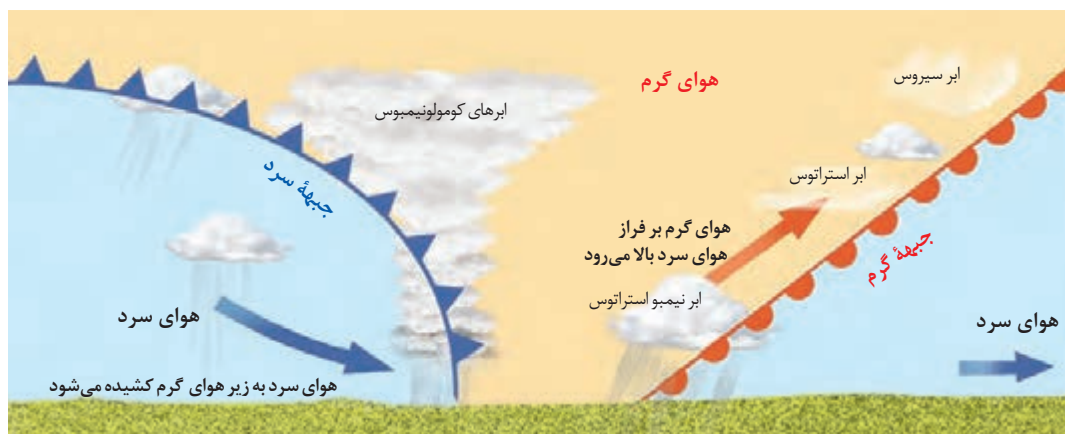 ابر سیروس
هوای گرم
ابرهای کومولونیمبوس
جبههٔ سرد
ابر استراتوس
هوای گرم بر فراز
هوای سرد بالا می‌رود
جبههٔ گرم
ابر نیمبو استراتوس
هوای سرد
هوای سرد
هوای سرد به زیر هوای گرم کشیده می‌شود